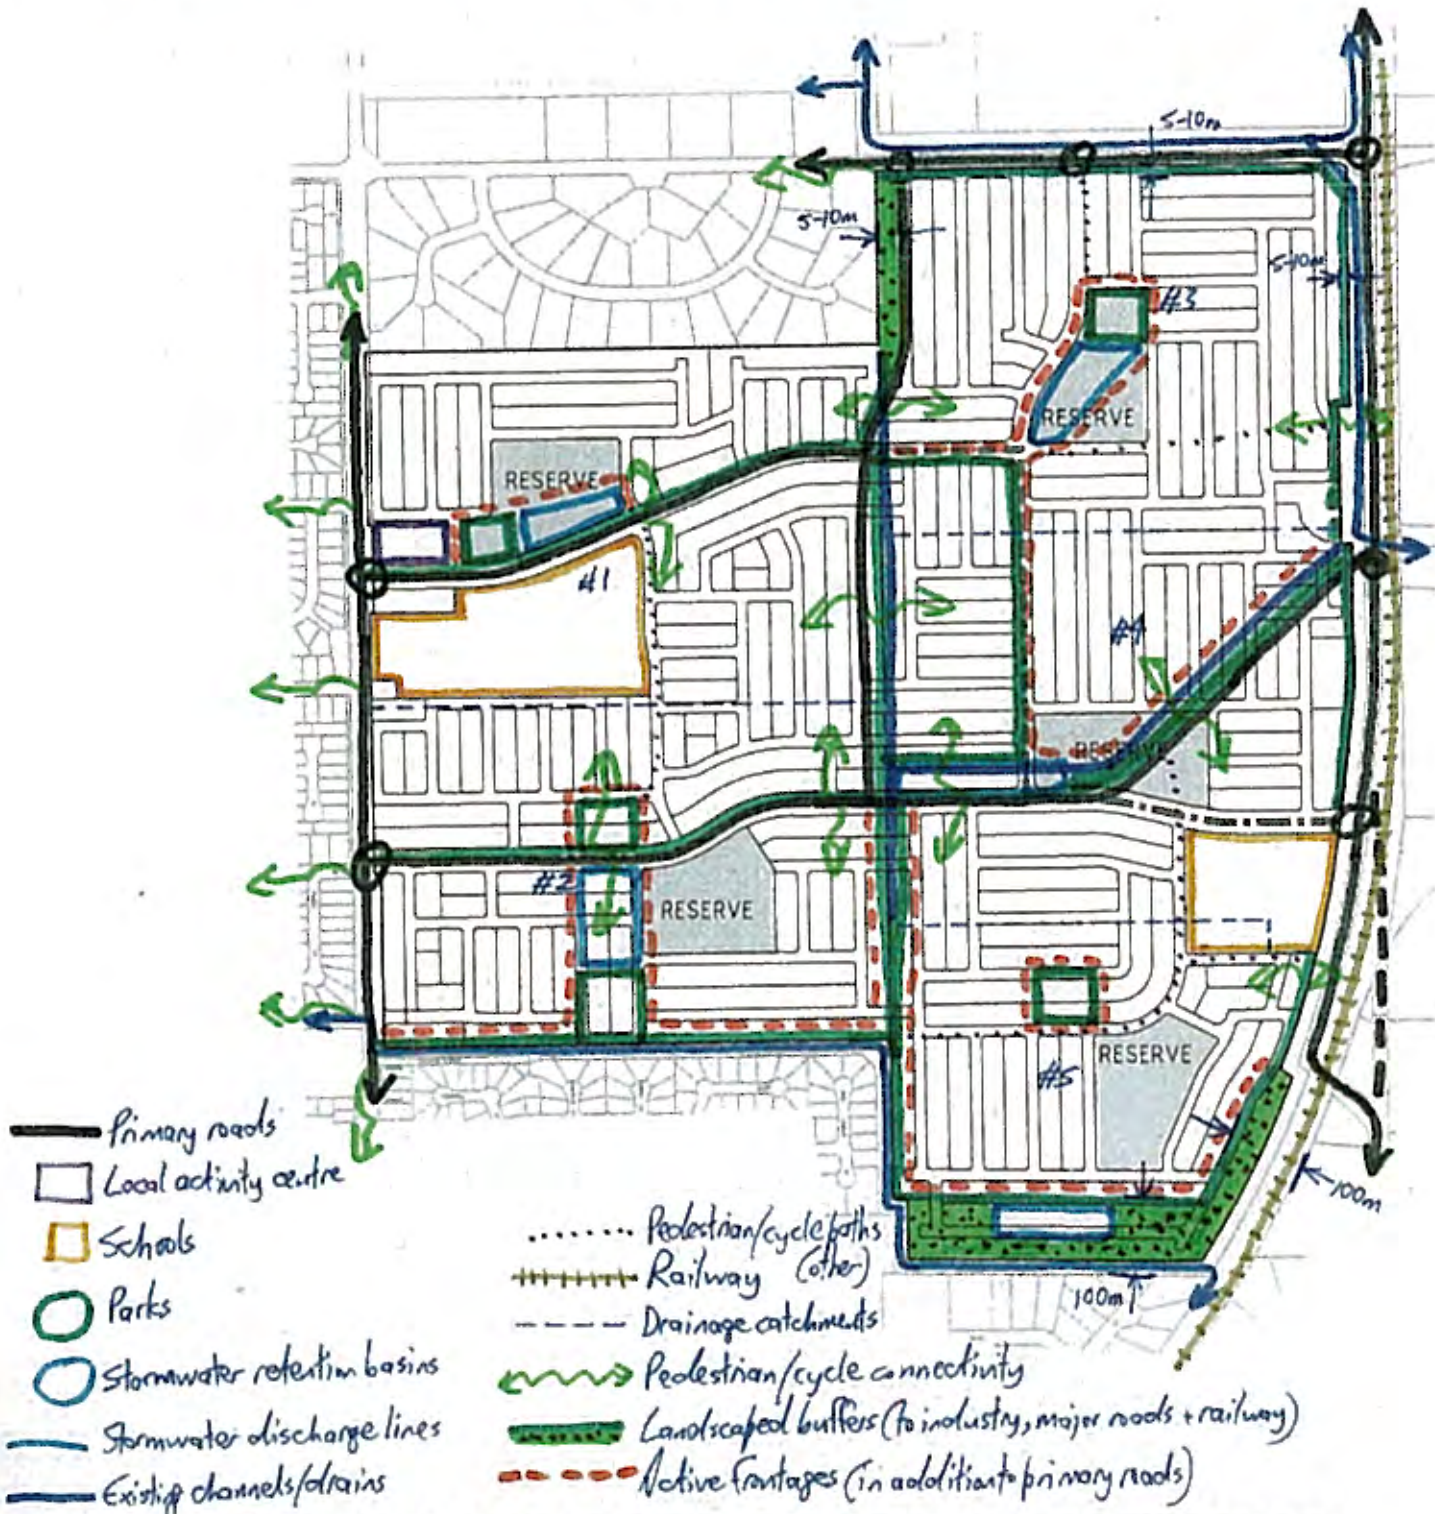 5-10m
5-10m
5-10m
#3
RESERVE
RESERVE
#1
#4
RESERVE
#2
RESERVE
RESERVE
#5
100m
100m
Primary roads
Local activity centre
Schools
Parks
Stormwater retention basins
Stormwater discharge lines
Existing channels/drains
Pedestrian/cycle paths
Railway (other)
Drainage catchments
Pedestrian/cycle connectivity
Landscaped buffers (to industry, major roads + railway)
Active frontages (in addition to primary roads)